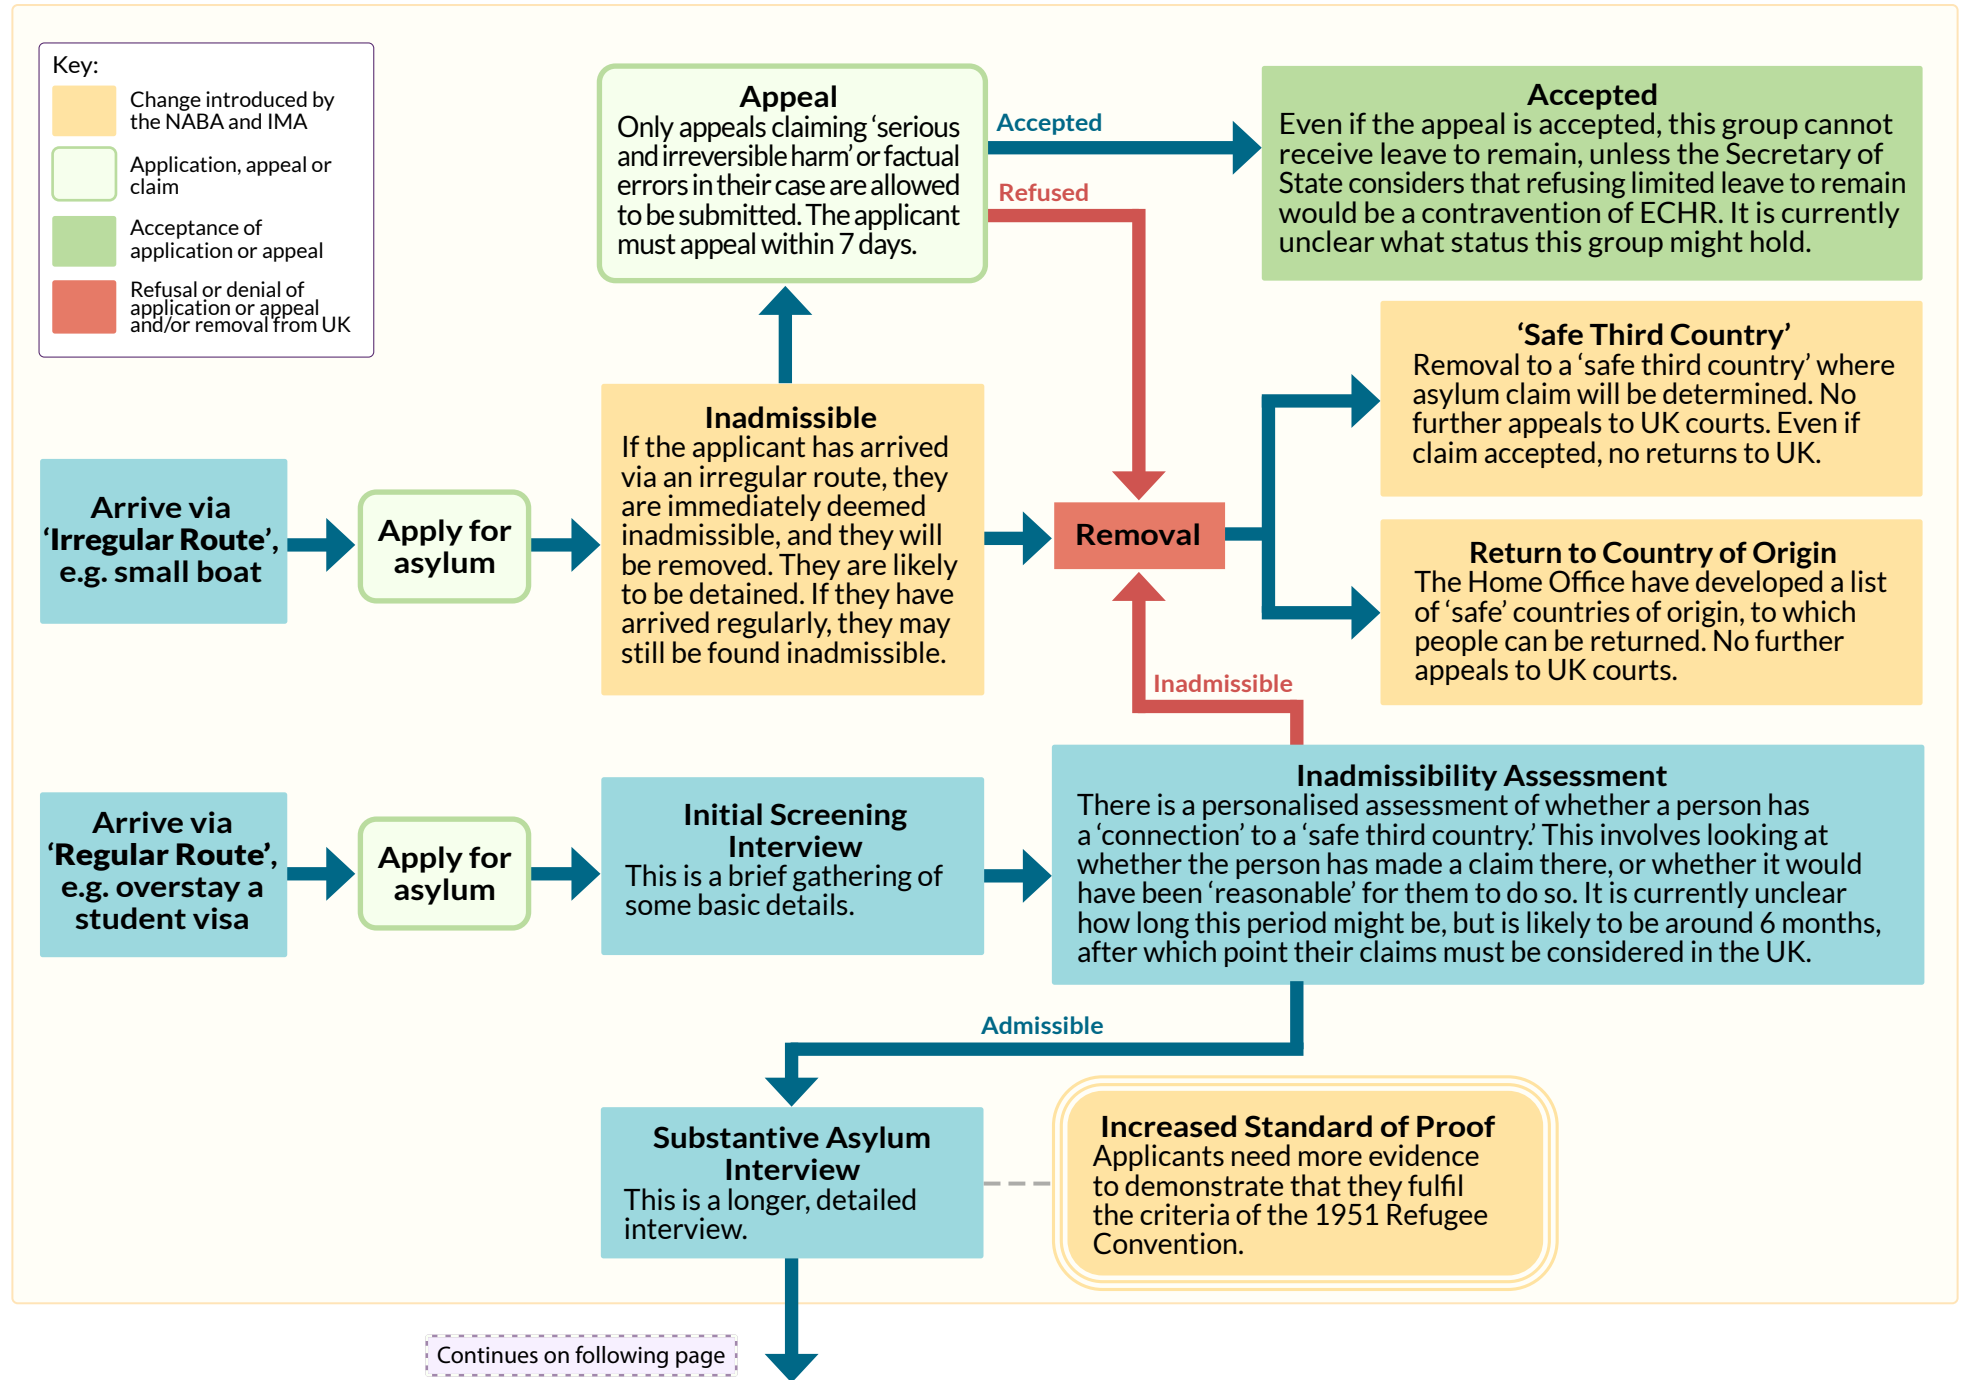 Key:
Change introduced by
the NABA and IMA
Application, appeal or
claim
Acceptance of
application or appeal
Refusal or denial of
application or appeal
and/or removal from UK
Appeal
Only appeals claiming ‘serious
and irreversible harm’ or factual
errors in their case are allowed
to be submitted. The applicant
must appeal within 7 days.
Accepted
Refused
Accepted
Even if the appeal is accepted, this group cannot
receive leave to remain, unless the Secretary of
State considers that refusing limited leave to remain
would be a contravention of ECHR. It is currently
unclear what status this group might hold.
‘Safe Third Country’
Removal to a ‘safe third country’ where
asylum claim will be determined. No
further appeals to UK courts. Even if
claim accepted, no returns to UK.
Arrive via
‘Irregular Route’,
e.g. small boat
Apply for
asylum
Inadmissible
If the applicant has arrived
via an irregular route, they
are immediately deemed
inadmissible, and they will
be removed. They are likely
to be detained. If they have
arrived regularly, they may
still be found inadmissible.
Removal
Return to Country of Origin
The Home Office have developed a list
of ‘safe’ countries of origin, to which
people can be returned. No further
appeals to UK courts.
Inadmissible
Arrive via
‘Regular Route’,
e.g. overstay a
student visa
Apply for
asylum
Initial Screening
Interview
This is a brief gathering of
some basic details.
Inadmissibility Assessment
There is a personalised assessment of whether a person has
a ‘connection’ to a ‘safe third country.’ This involves looking at
whether the person has made a claim there, or whether it would
have been ‘reasonable’ for them to do so. It is currently unclear
how long this period might be, but is likely to be around 6 months,
after which point their claims must be considered in the UK.
Admissible
Substantive Asylum
Interview
This is a longer, detailed
interview.
Increased Standard of Proof
Applicants need more evidence
to demonstrate that they fulfil
the criteria of the 1951 Refugee
Convention.
Continues on following page